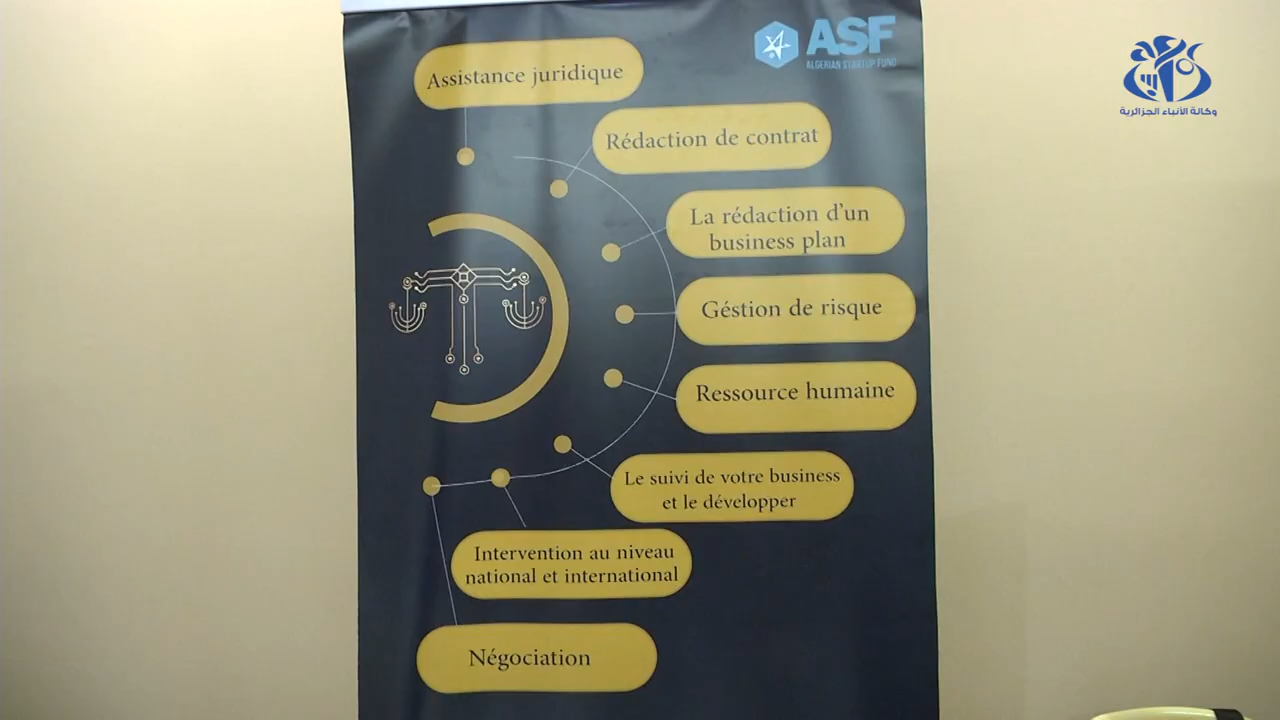 Assistance juridique
ASF
ALGERIAN STARTUP FUND
وكالة الأنباء الجزائرية
Rédaction de contrat
La rédaction d'un
business plan
Géstion de risque
Ressource humaine
Le suivi de votre business
et le développer
Intervention au niveau
national et international
Négociation